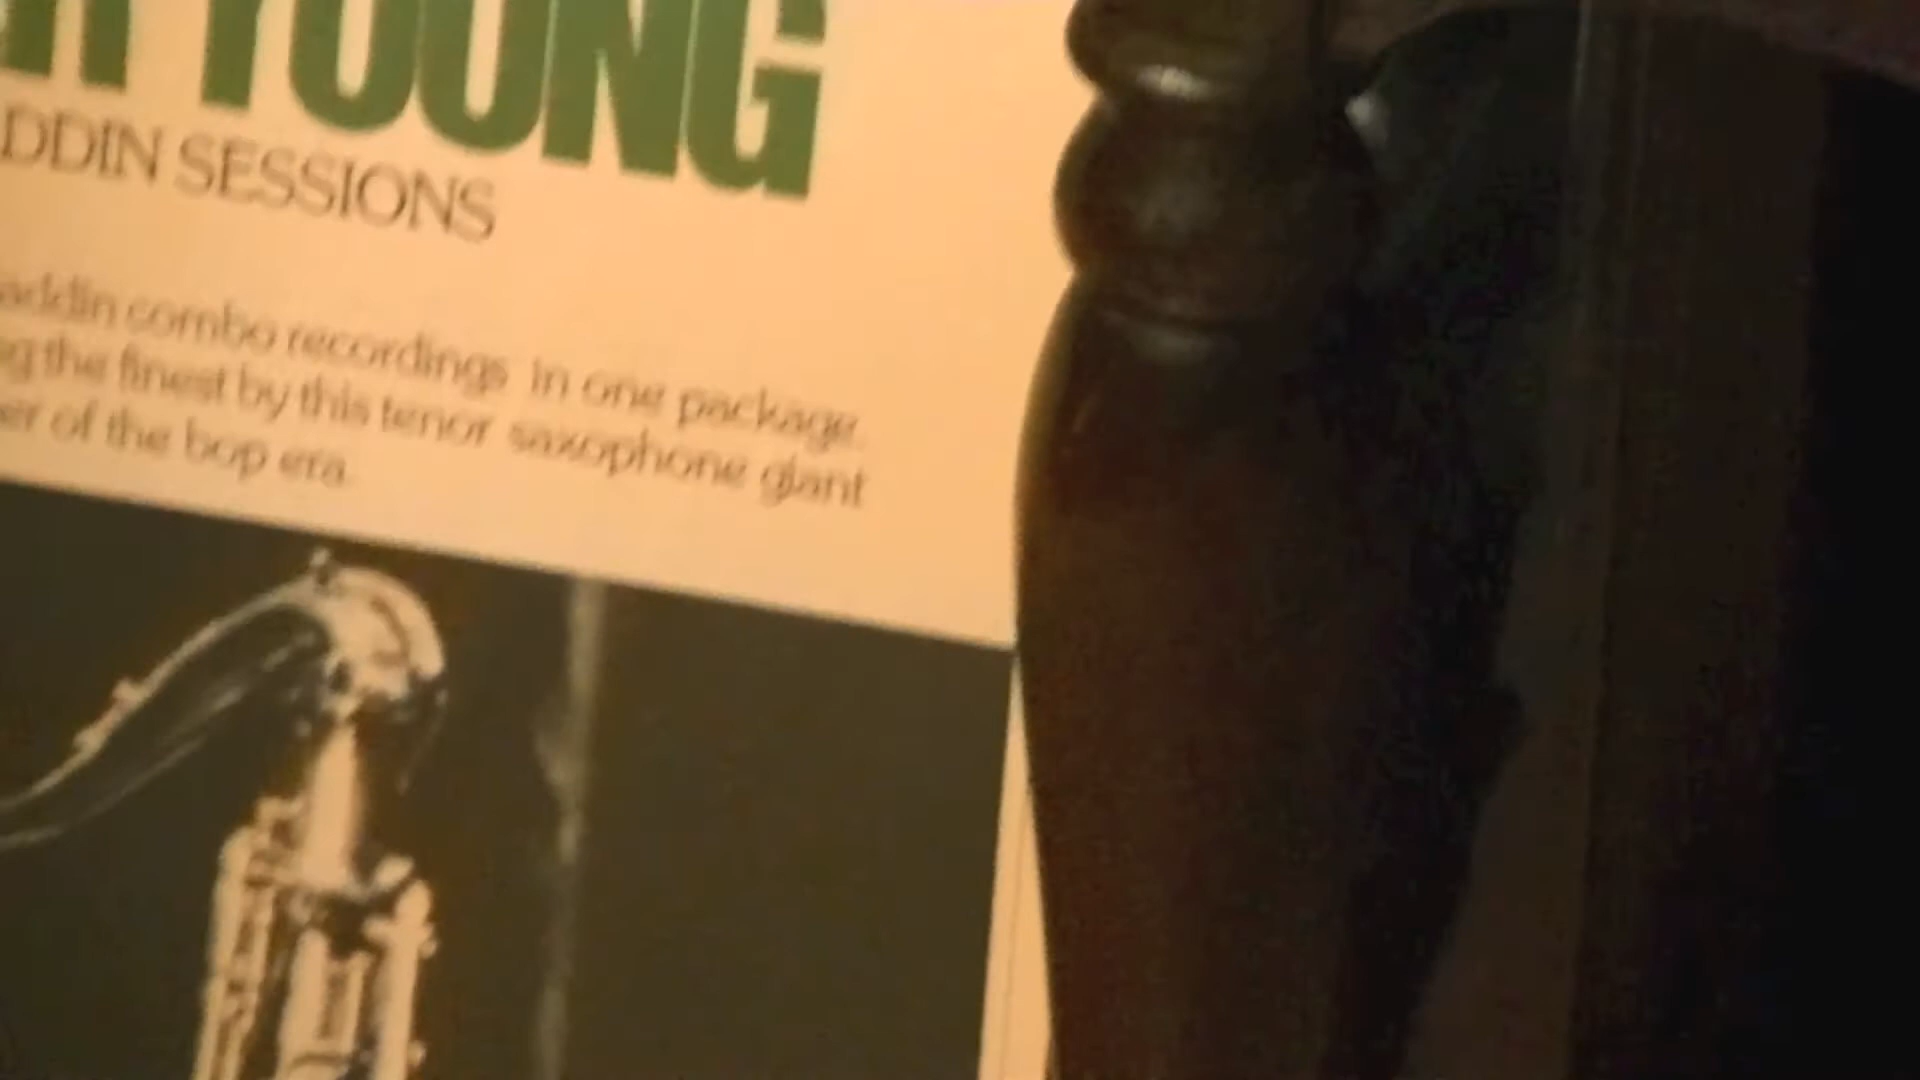 R YOUNG
DDIN SESSIONS
addin combo recordings in one package.
g the finest by this tenor saxophone giant
er of the bop era.